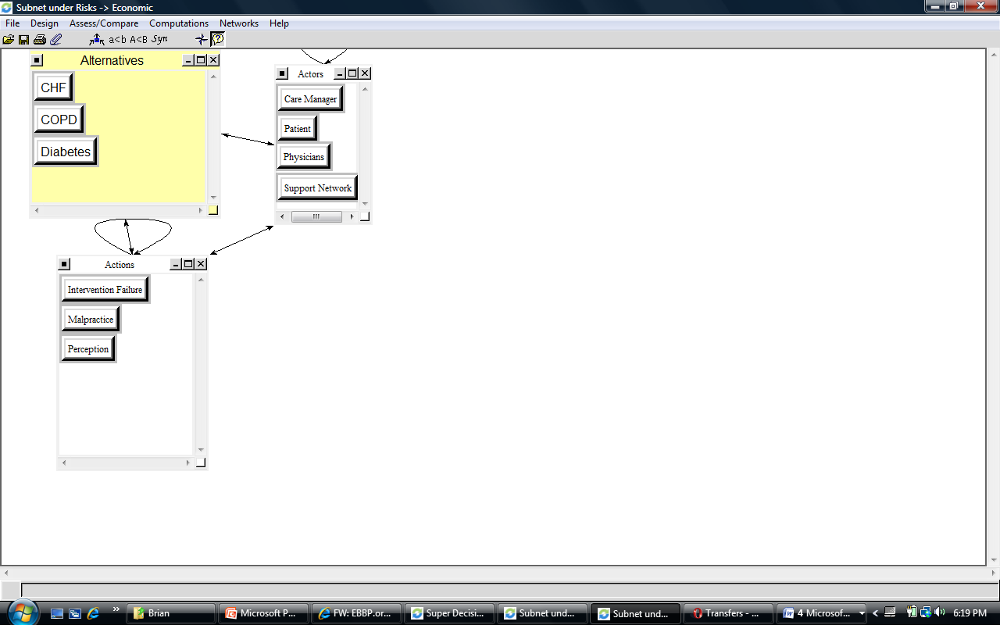 Subnet under Risks -> Economic
File Design Assess/Compare Computations Networks Help
a<b A<B Syn
Alternatives
CHF
COPD
Diabetes
Actors
Care Manager
Patient
Physicians
Support Network
Actions
Intervention Failure
Malpractice
Perception
Brian
Microsoft P...
FW: EBBP.or...
Super Decisi...
Subnet und...
Subnet und...
Transfers - ...
4 Microsof...
6:19 PM